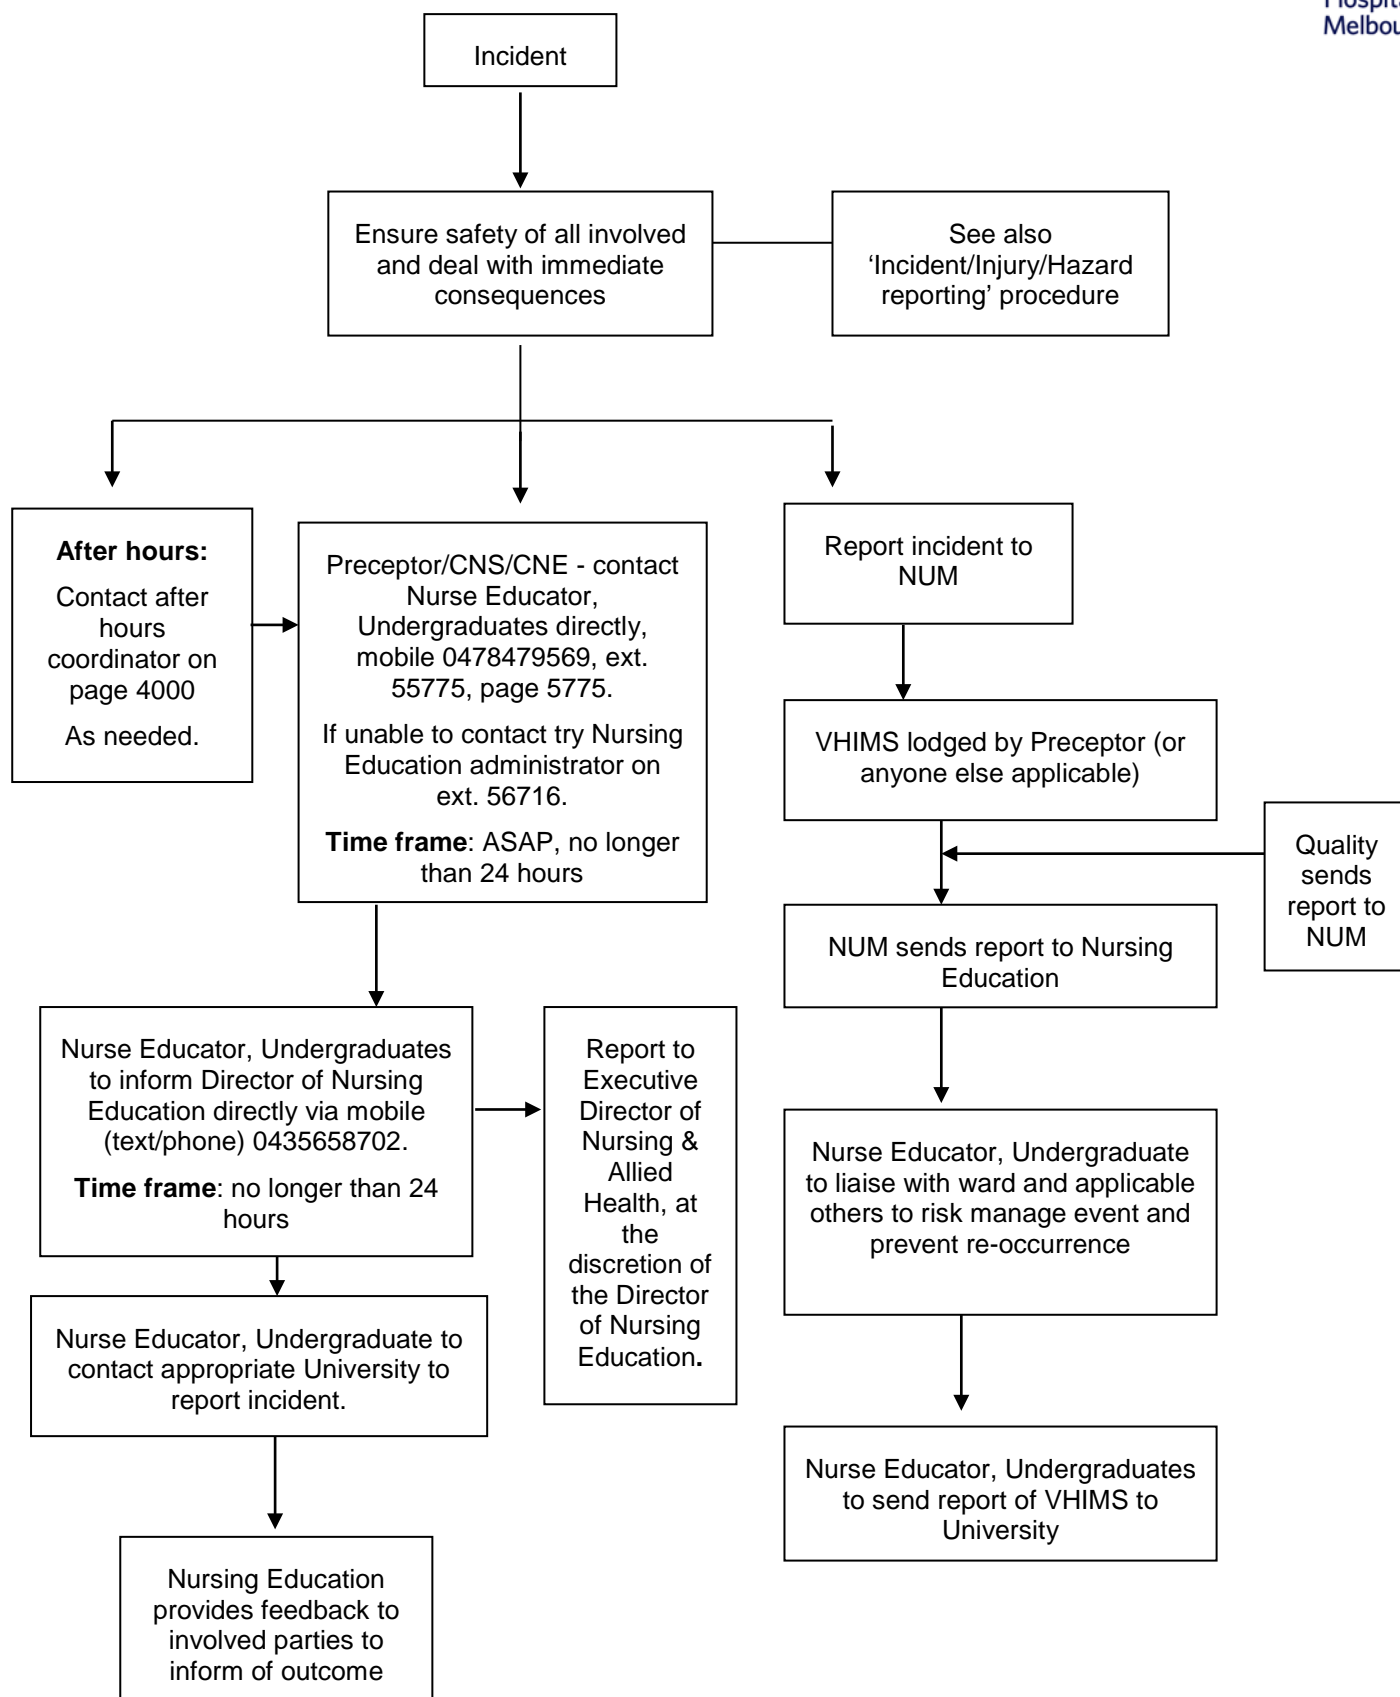 Melbou
Incident
Ensure safety of all involved
and deal with immediate
consequences
See also
‘Incident/Injury/Hazard
reporting’ procedure
After hours:
Contact after
hours
coordinator on
page 4000
As needed.
Preceptor/CNS/CNE - contact
Nurse Educator,
Undergraduates directly,
mobile 0478479569, ext.
55775, page 5775.
If unable to contact try Nursing
Education administrator on
ext. 56716.
Time frame: ASAP, no longer
than 24 hours
Report incident to
NUM
VHIMS lodged by Preceptor (or
anyone else applicable)
Quality
sends
report to
NUM
NUM sends report to Nursing
Education
Nurse Educator, Undergraduates
to inform Director of Nursing
Education directly via mobile
(text/phone) 0435658702.
Time frame: no longer than 24
hours
Report to
Executive
Director of
Nursing &
Allied
Health, at
the
discretion of
the Director
of Nursing
Education.
Nurse Educator, Undergraduate
to liaise with ward and applicable
others to risk manage event and
prevent re-occurrence
Nurse Educator, Undergraduate to
contact appropriate University to
report incident.
Nurse Educator, Undergraduates
to send report of VHIMS to
University
Nursing Education
provides feedback to
involved parties to
inform of outcome